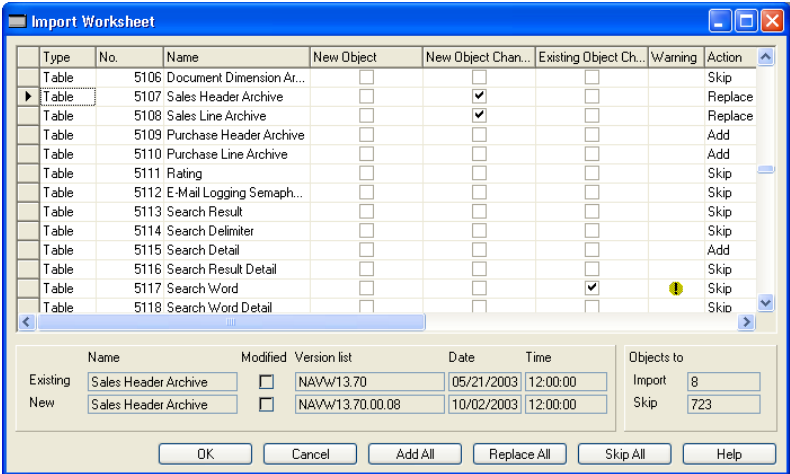 Import Worksheet
Type No. Name New Object New Object Chan... Existing Object Ch... Warning Action
Table 5106 Document Dimension Ar... Skip
Table 5107 Sales Header Archive Replace
Table 5108 Sales Line Archive Replace
Table 5109 Purchase Header Archive Add
Table 5110 Purchase Line Archive Add
Table 5111 Rating Skip
Table 5112 E-Mail Logging Semaph... Skip
Table 5113 Search Result Skip
Table 5114 Search Delimiter Skip
Table 5115 Search Detail Add
Table 5116 Search Result Detail Skip
Table 5117 Search Word Skip
Table 5118 Search Word Detail Skip
Name Modified Version list Date Time Objects to
Existing Sales Header Archive NAVW13.70 05/21/2003 12:00:00 Import 8
New Sales Header Archive NAVW13.70.00.08 10/02/2003 12:00:00 Skip 723
OK Cancel Add All Replace All Skip All Help